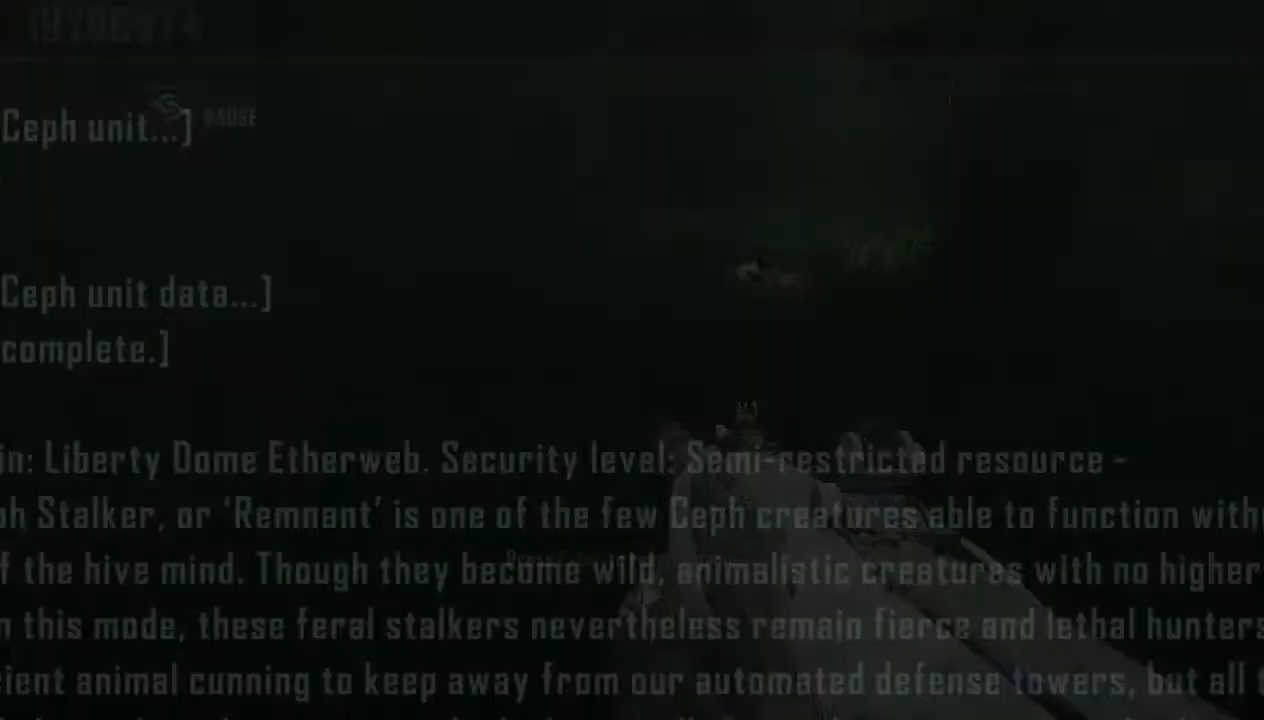 Ceph unit...] PAUSE
Ceph unit data...]
complete.]
in: Liberty Dome Etherweb. Security level: Semi-restricted resource -
ph Stalker, or 'Remnant' is one of the few Ceph creatures able to function with
f the hive mind. Though they become wild, animalistic creatures with no higher
n this mode, these feral stalkers nevertheless remain fierce and lethal hunters
cient animal cunning to keep away from our automated defense towers, but all t